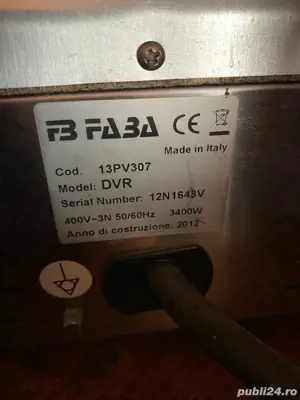 FB FABA CE
Made in Italy
Cod. 13PV307
Model: DVR
Serial Number: 12N1643V
400V~3N 50/60Hz 3400W
Anno di costruzione: 2012
publi24.ro